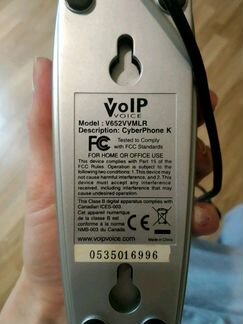 VoIP
VOICE
Model : V652VVMLR
Description: CyberPhone K
FC Tested to Comply
with FCC Standards
FOR HOME OR OFFICE USE
This device complies with Part 15 of the
FCC Rules. Operation is subject to the
following two conditions: 1. This device may
not cause harmful interference, and 2. This
device must accept any interference
received, including interference that may
cause undesired operation.
This Class B digital apparatus complies with
Canadian ICES-003.
Cet appareil numerique
de la classe B est
conforme à la norme
NMB-003 du Canada
CE
www.voipvoice.com
Made in China
0535016996